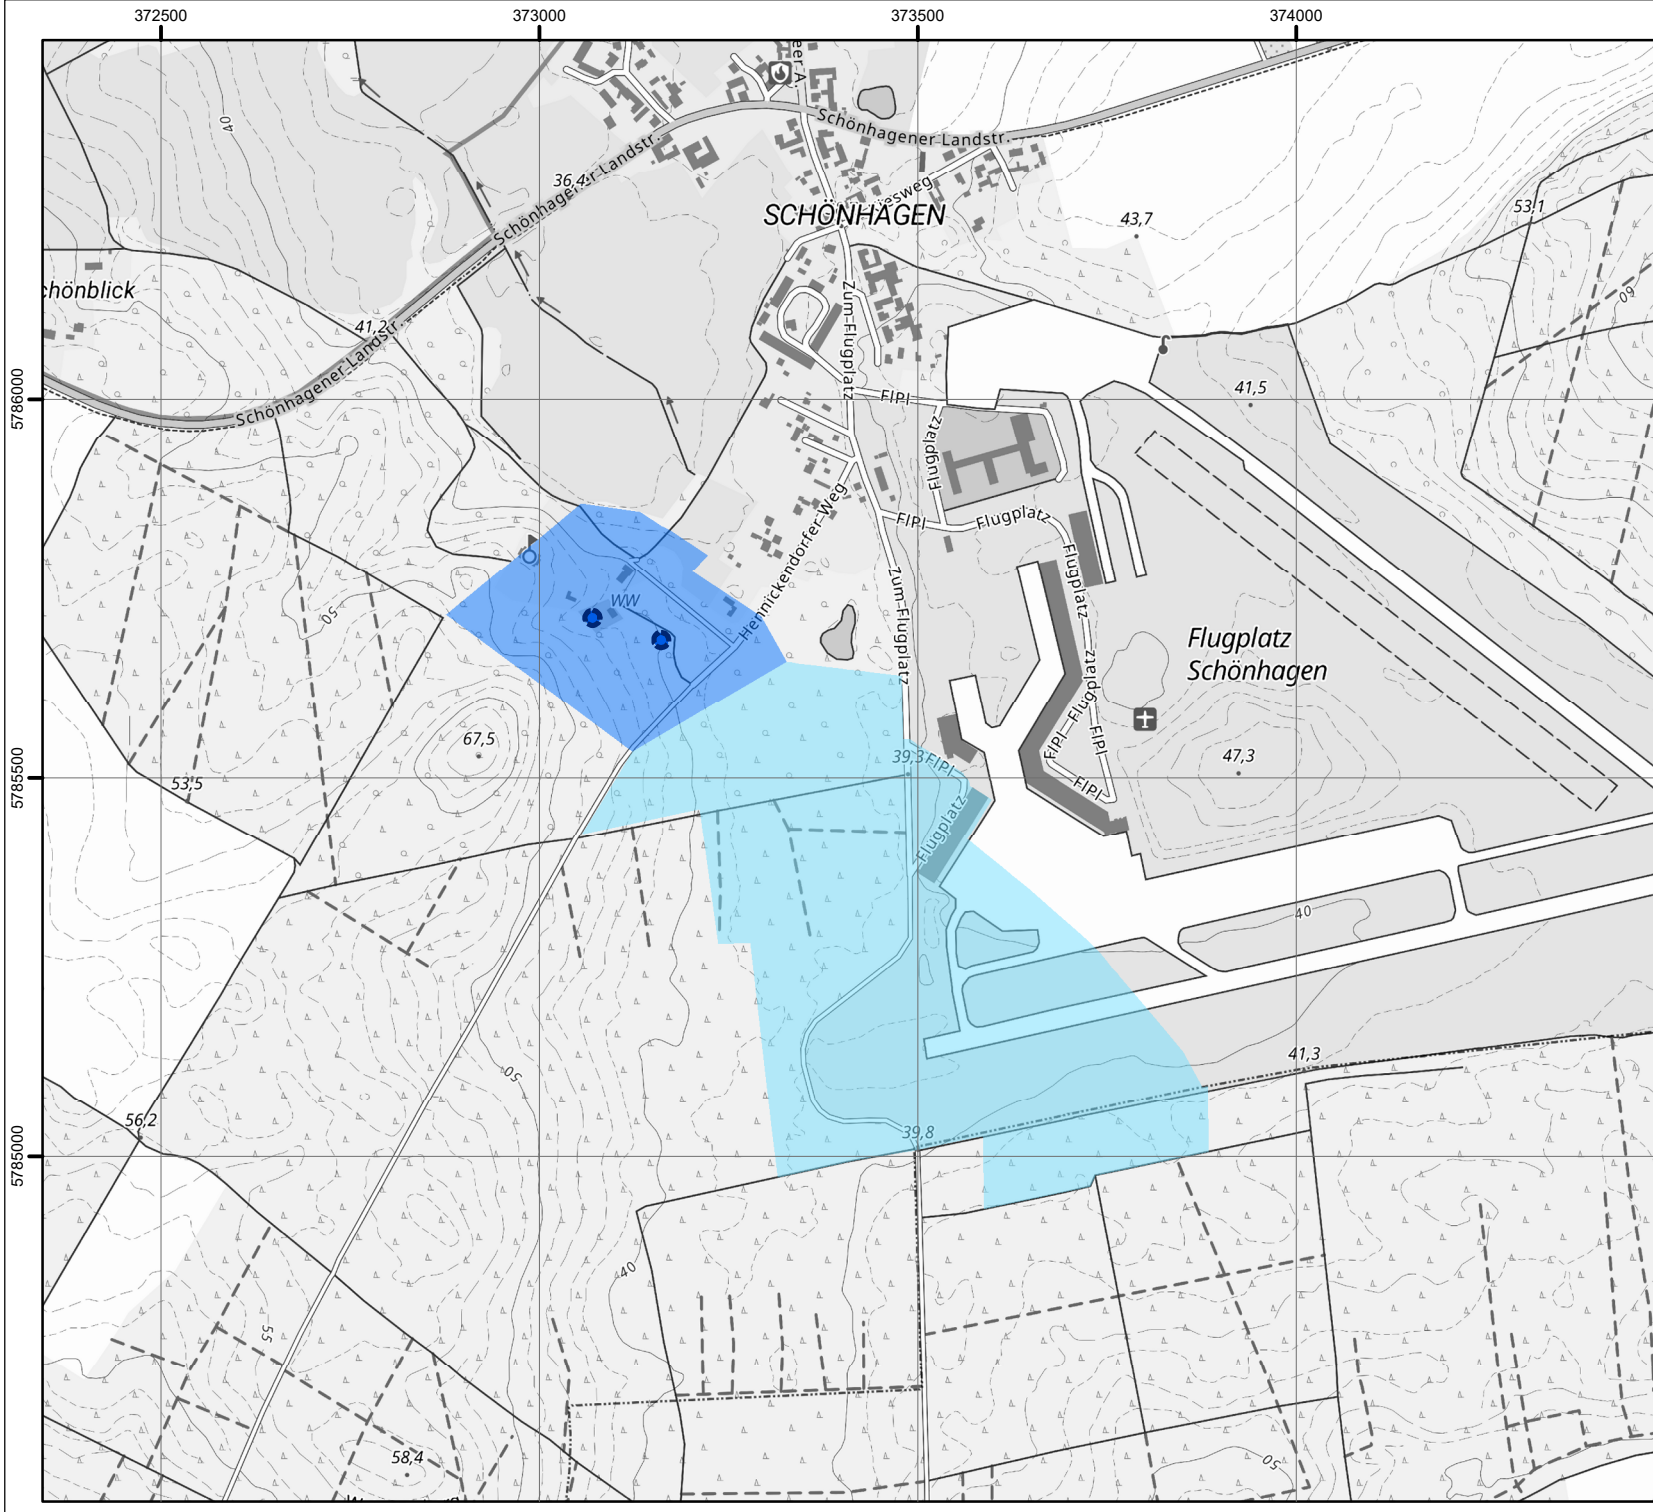 372500
373000
373500
374000
5786000
5785500
5785000
40
eer A.
Schönhagener Landstr.
36,4
Schönhagener Landstr.
SCHÖNHAGEN
esweg
43,7
53,1
60
chönblick
41,2
Schönhagener Landstr.
Zum-Flugplatz
FlPl
41,5
Flugplatz
FlPl
Flugplatz
Hennickendorfer-Weg
Flugplatz
zum-Flugplatz
50
WW
Flugplatz
Schönhagen
FlPl—Flugplatz
FlPl
FlPl
67,5
53,5
39,3
FlPl
47,3
Flugplatz
40
50
41,3
56,2
39,8
40
55
58,4
50